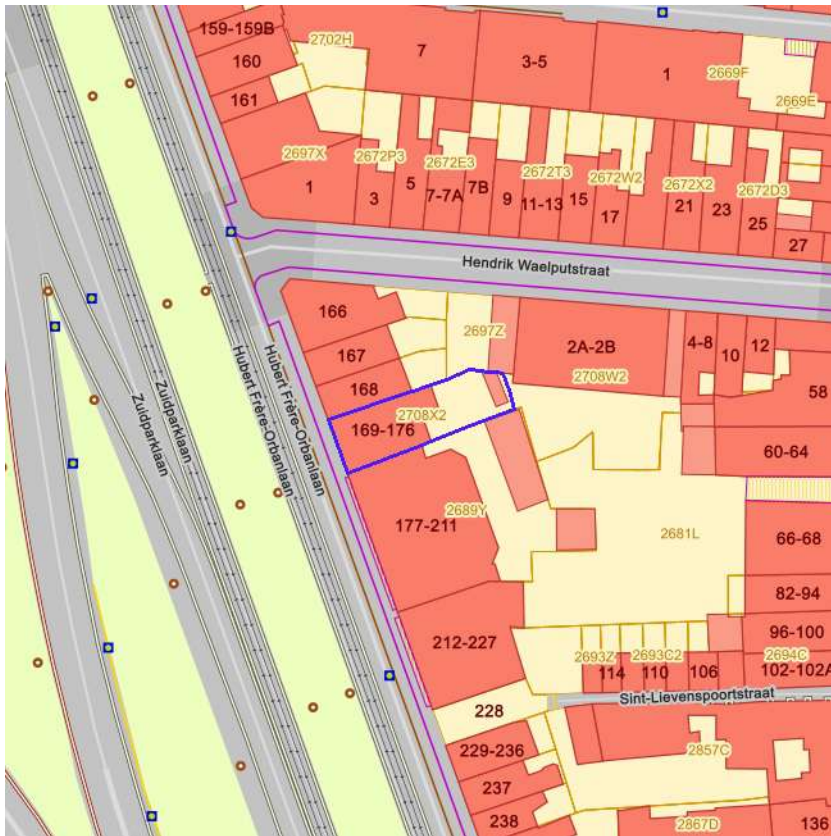 159-159B
2702H
7
3-5
1
2669F
160
2669E
161
2697X
2672P3
2672E3
2672T3
2672W2
2672X2
2672D3
1
3
5
7-7A
7B
9
11-13
15
17
21
23
25
27
Hendrik Waelputstraat
166
2697Z
2A-2B
4-8
10
12
167
2708W2
58
168
2708X2
169-176
60-64
Zuidparklaan
Zuidparklaan
Hubert Frère-Orbanlaan
Hubert Frère-Orbanlaan
177-211
2689Y
2681L
66-68
82-94
212-227
96-100
2693Z
2693C2
2694C
114
110
106
102-102A
Sint-Lievenspoortstraat
228
229-236
2857C
237
238
2867D
136